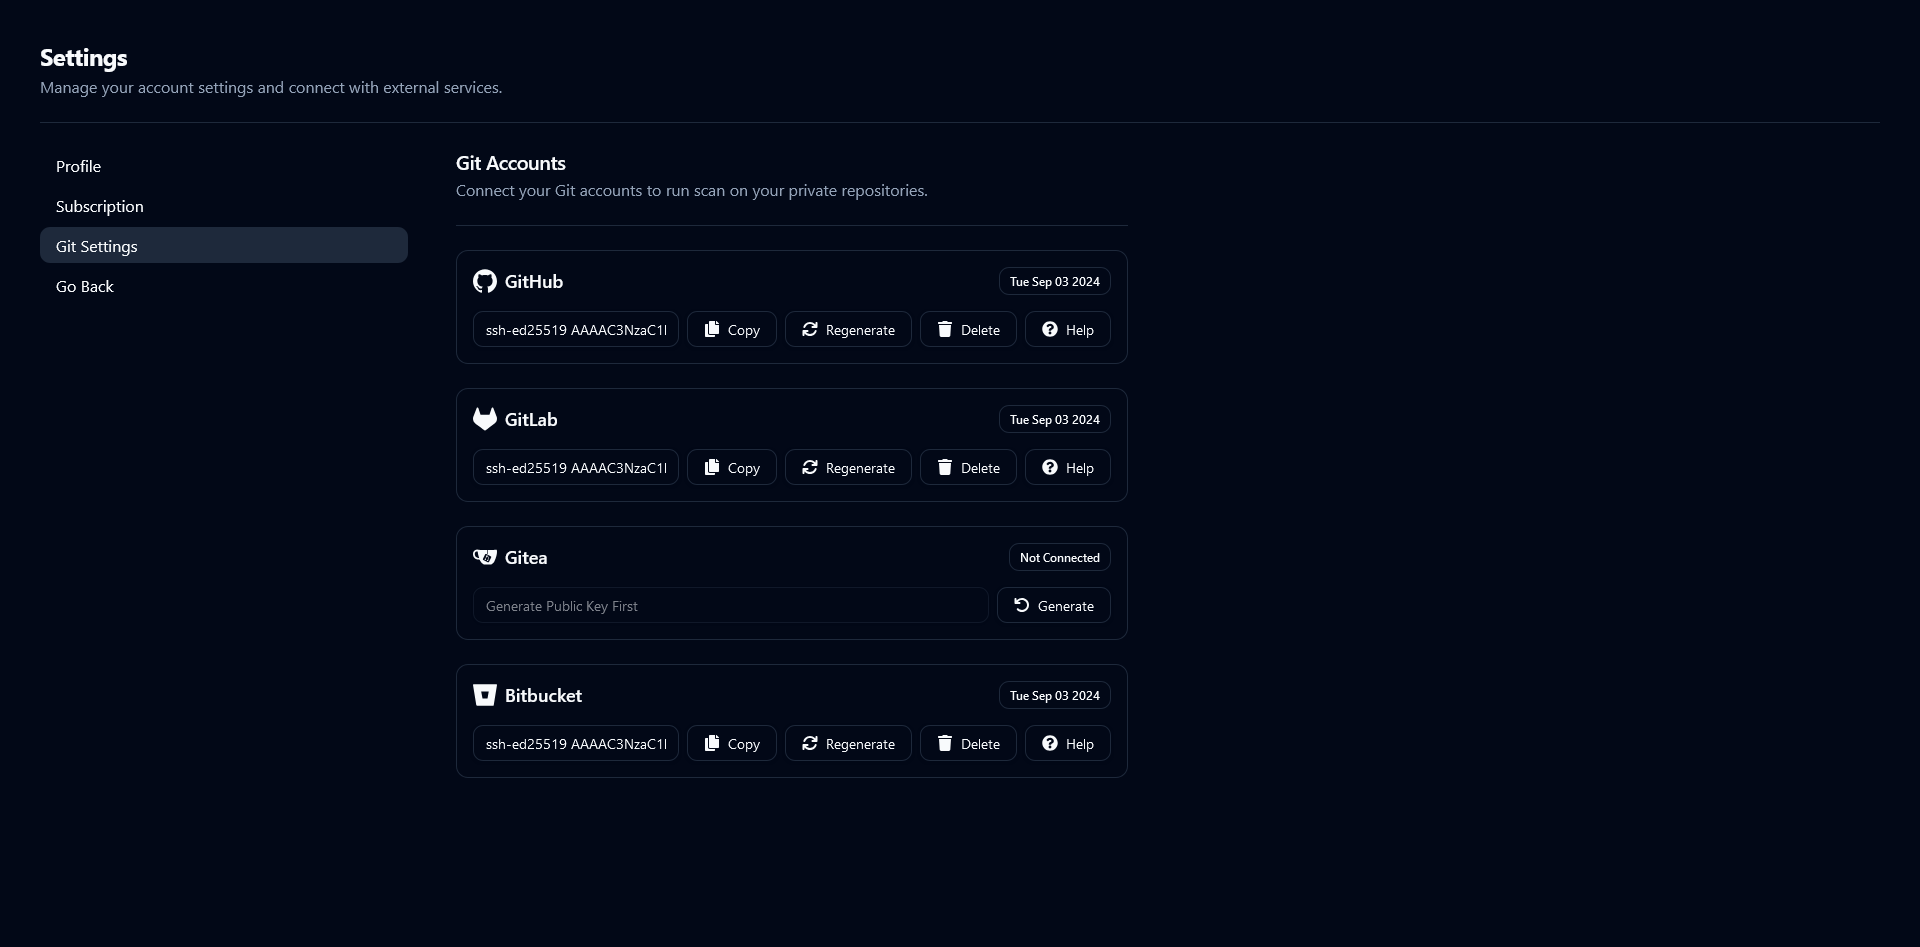 Settings
Manage your account settings and connect with external services.
Profile
Subscription
Git Settings
Go Back
Git Accounts
Connect your Git accounts to run scan on your private repositories.
GitHub
Tue Sep 03 2024
ssh-ed25519 AAAAC3NzaC1l
Copy
Regenerate
Delete
Help
GitLab
Tue Sep 03 2024
ssh-ed25519 AAAAC3NzaC1l
Copy
Regenerate
Delete
Help
Gitea
Not Connected
Generate Public Key First
Generate
Bitbucket
Tue Sep 03 2024
ssh-ed25519 AAAAC3NzaC1l
Copy
Regenerate
Delete
Help